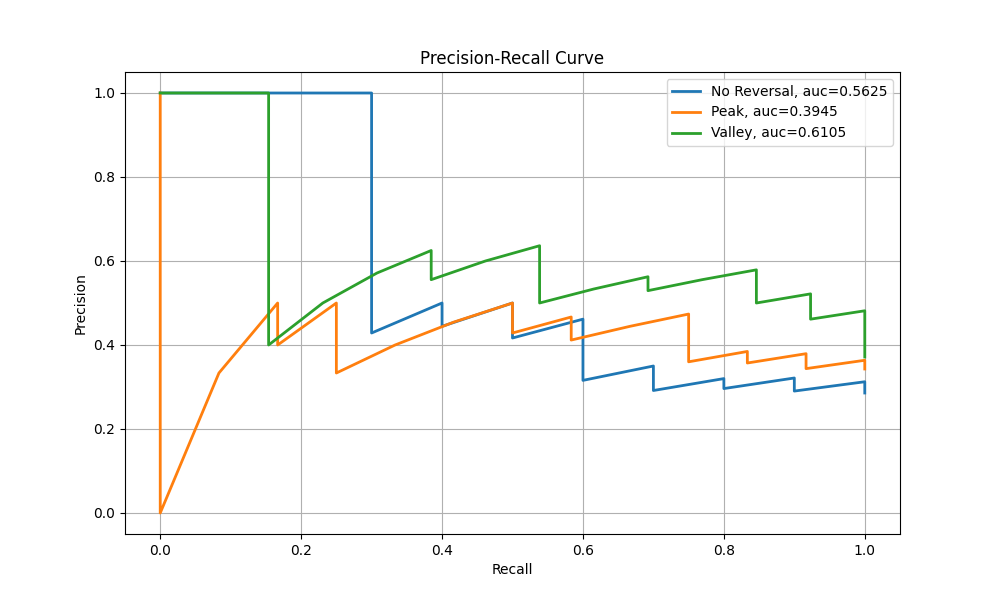 Precision-Recall Curve
No Reversal, auc=0.5625
Peak, auc=0.3945
Valley, auc=0.6105
1.0
0.8
0.6
0.4
0.2
0.0
Precision
0.0 0.2 0.4 0.6 0.8 1.0
Recall